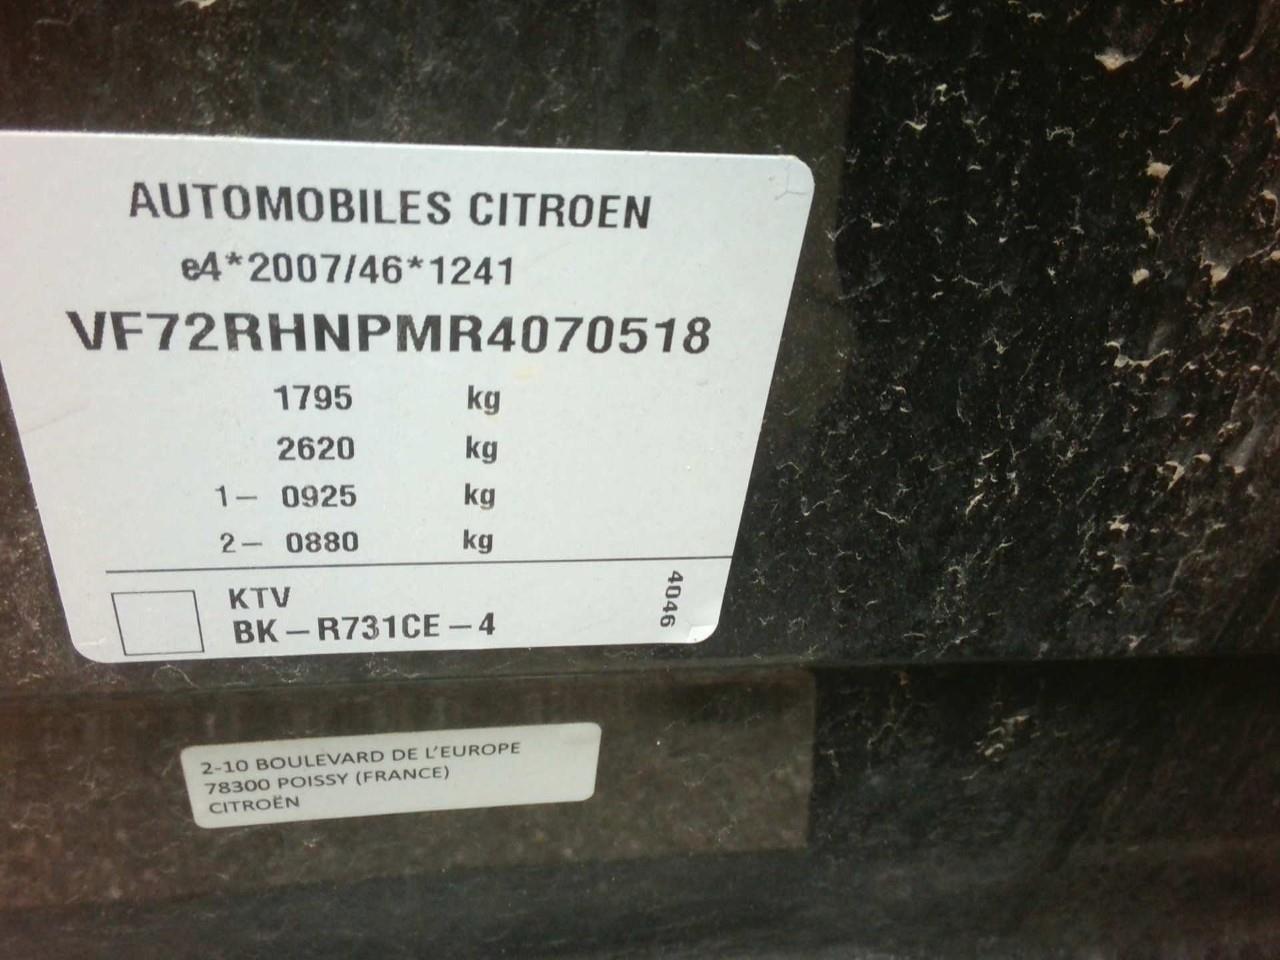 AUTOMOBILES CITROEN
e4*2007/46*1241
VF72RHNPMR4070518
1795 kg
2620 kg
1– 0925 kg
2– 0880 kg
KTV
BK–R731CE–4
4046
2-10 BOULEVARD DE L'EUROPE
78300 POISSY (FRANCE)
CITROËN